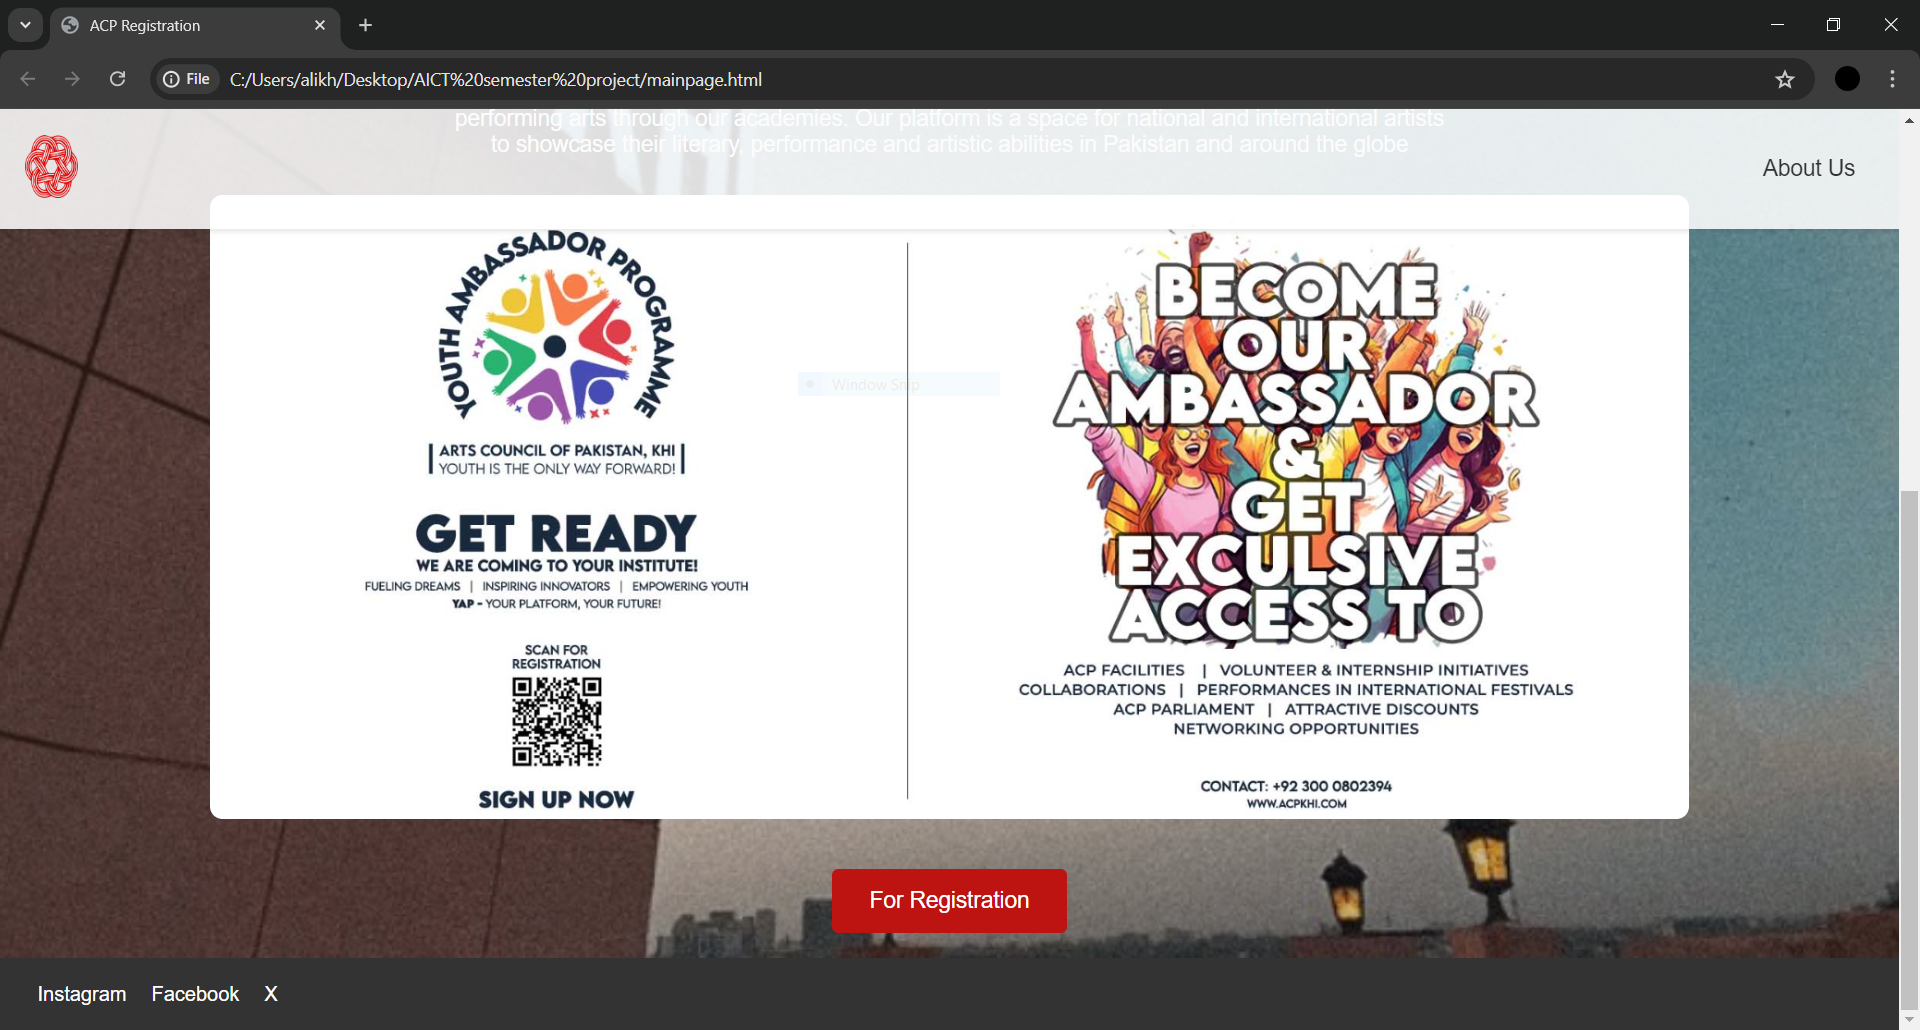 ACP Registration
File
C:/Users/alikh/Desktop/AICT%20semester%20project/mainpage.html
performing arts through our academies. Our platform is a space for national and international artists
to showcase their literary, performance and artistic abilities in Pakistan and around the globe
About Us
YOUTH AMBASSADOR PROGRAMME
ARTS COUNCIL OF PAKISTAN, KHI
YOUTH IS THE ONLY WAY FORWARD!
GET READY
WE ARE COMING TO YOUR INSTITUTE!
FUELING DREAMS | INSPIRING INNOVATORS | EMPOWERING YOUTH
YAP - YOUR PLATFORM, YOUR FUTURE!
SCAN FOR
REGISTRATION
SIGN UP NOW
Window Snip
BECOME
OUR
AMBASSADOR
&
GET
EXCULSIVE
ACCESS TO
ACP FACILITIES | VOLUNTEER & INTERNSHIP INITIATIVES
COLLABORATIONS | PERFORMANCES IN INTERNATIONAL FESTIVALS
ACP PARLIAMENT | ATTRACTIVE DISCOUNTS
NETWORKING OPPORTUNITIES
CONTACT: +92 300 0802394
WWW.ACPKHI.COM
For Registration
Instagram Facebook X